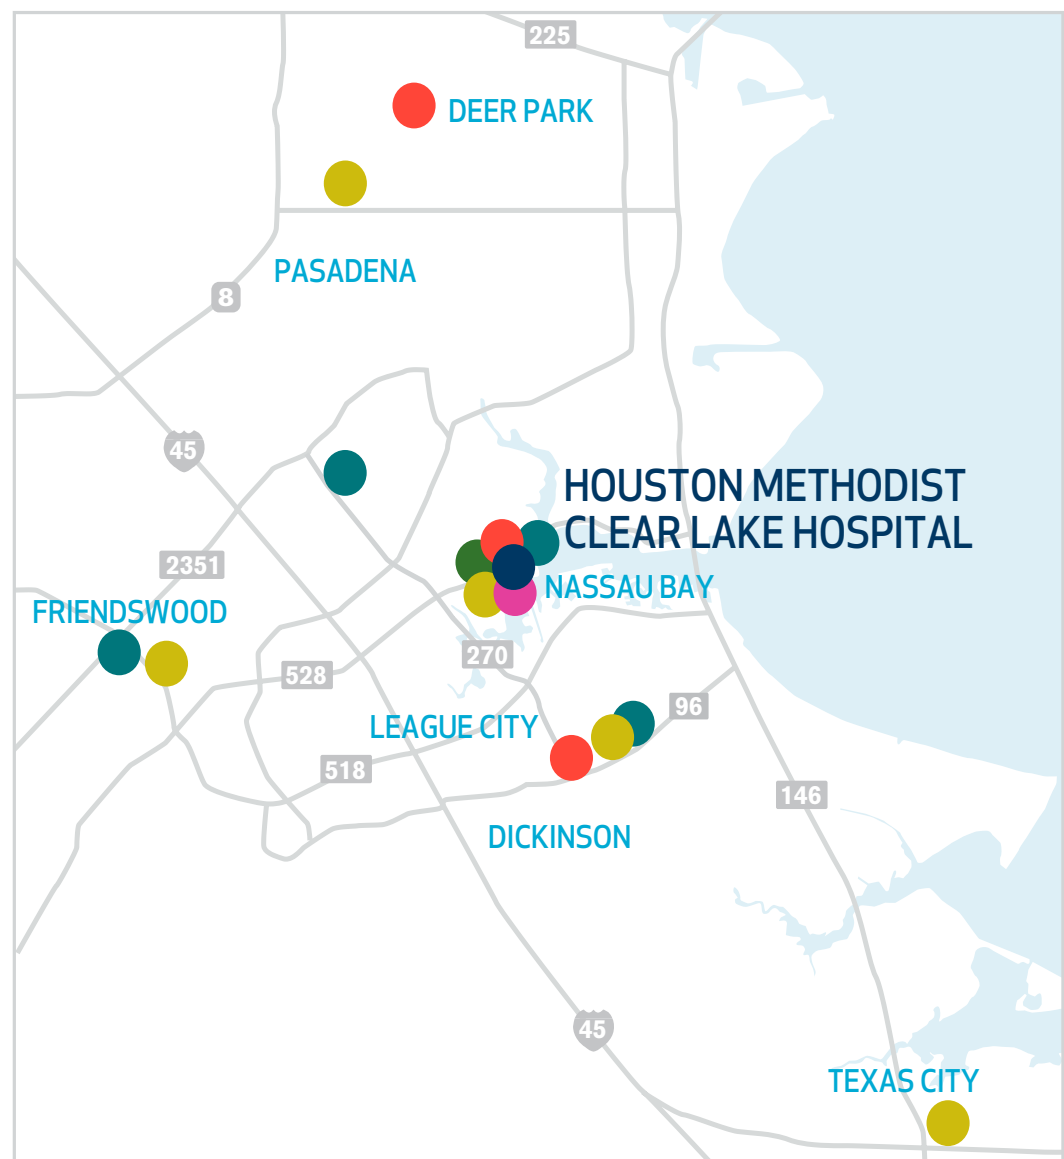 225
DEER PARK
PASADENA
8
45
HOUSTON METHODIST
CLEAR LAKE HOSPITAL
2351
NASSAU BAY
FRIENDSWOOD
270
528
96
LEAGUE CITY
518
146
DICKINSON
45
TEXAS CITY